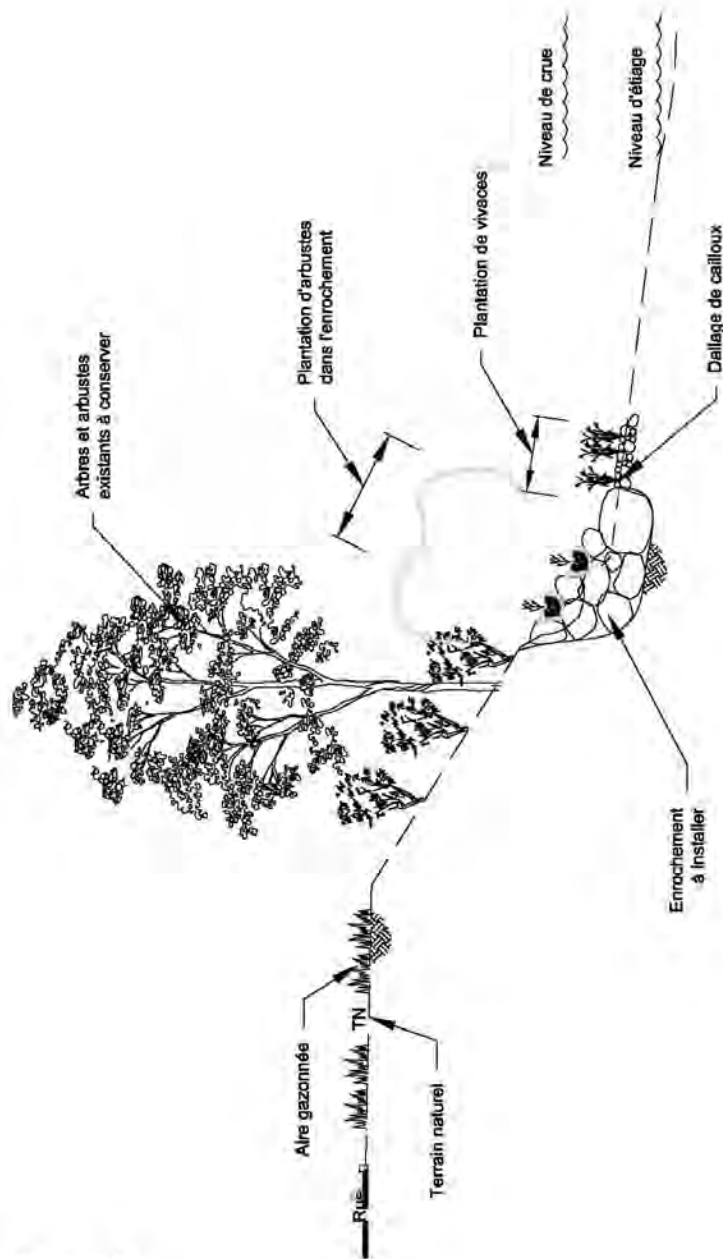 Arbres et arbustes
existants à conserver
Plantation d'arbustes
dans l'enrochement
Plantation de vivaces
Niveau de crue
Niveau d'étiage
Aire gazonnée
Rue
TN
Terrain naturel
Enrochement
à installer
Dallage de cailloux